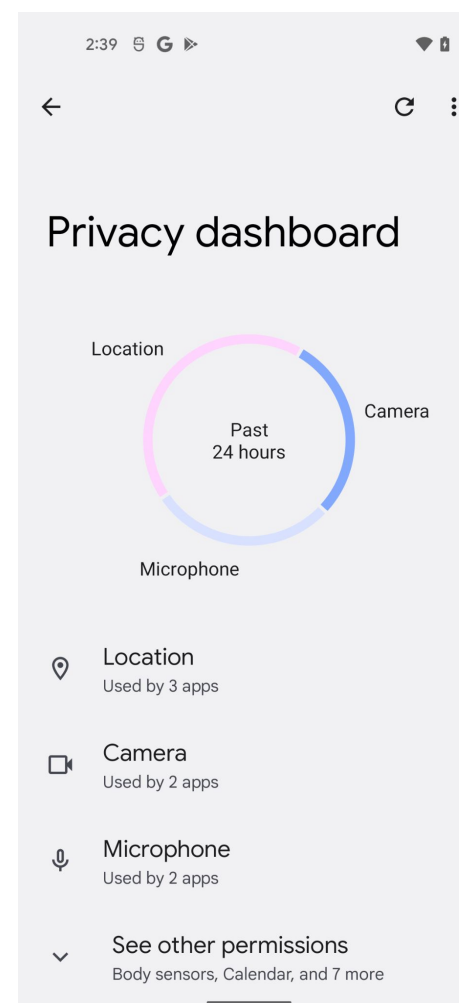 2:39
Privacy dashboard
Location
Camera
Past
24 hours
Microphone
Location
Used by 3 apps
Camera
Used by 2 apps
Microphone
Used by 2 apps
See other permissions
Body sensors, Calendar, and 7 more